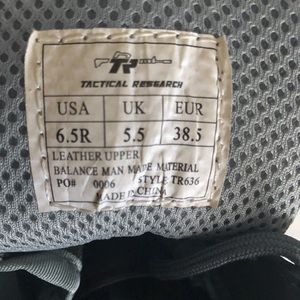 TR
TACTICAL RESEARCH
USA UK EUR
6.5R 5.5 38.5
LEATHER UPPER
BALANCE MAN MADE MATERIAL
PO# 0006 STYLE TR636
MADE IN CHINA